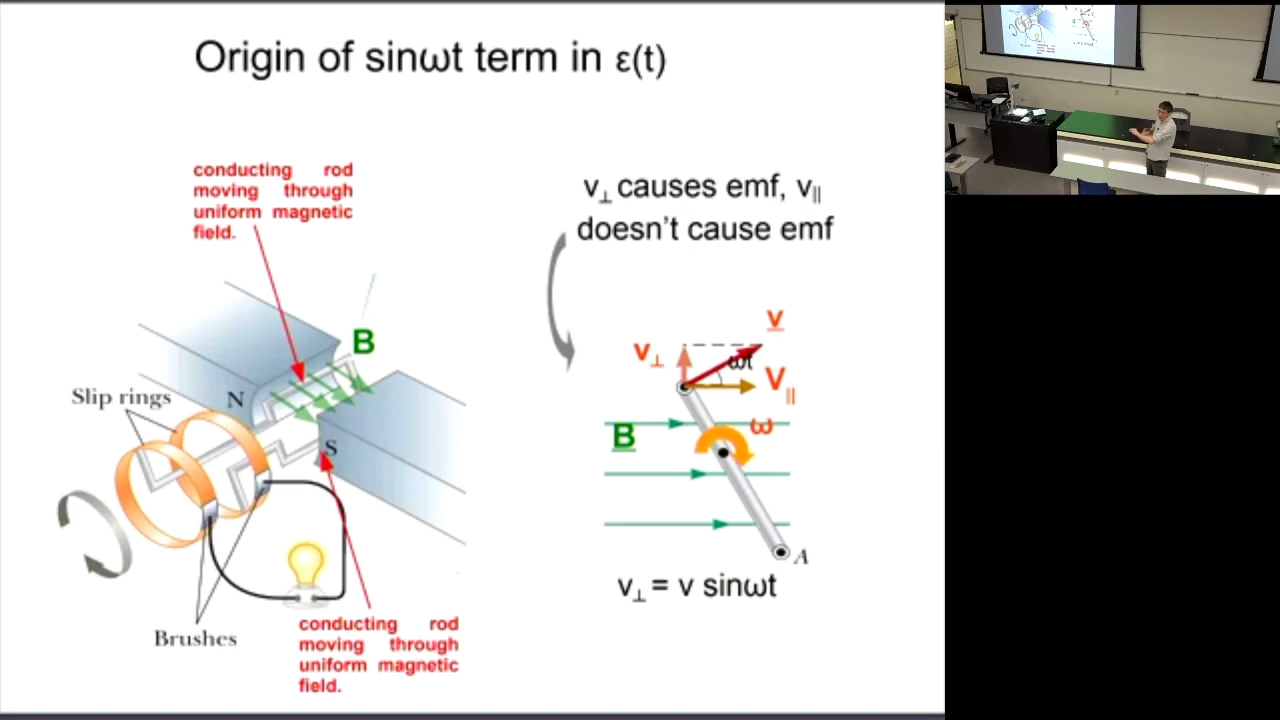 Origin of sinωt term in ε(t)
conducting rod
moving through
uniform magnetic
field.
v⊥ causes emf, v||
doesn't cause emf
B
Slip rings
N
S
Brushes
conducting rod
moving through
uniform magnetic
field.
v
v⊥
ωt
V||
B
ω
A
v⊥ = v sinωt